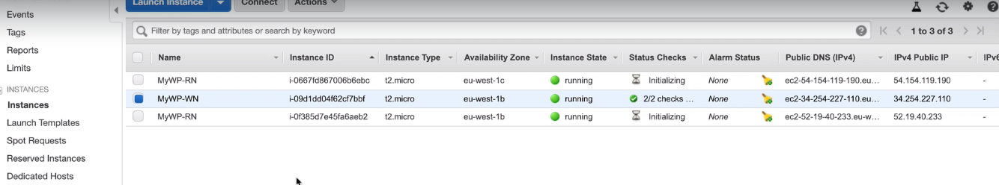 Launch Instance Connect Actions
Events
Tags
Filter by tags and attributes or search by keyword 1 to 3 of 3
Reports
Limits
Name Instance ID Instance Type Availability Zone Instance State Status Checks Alarm Status Public DNS (IPv4) IPv4 Public IP IPv6
MyWP-RN i-0667fd867006b6ebc t2.micro eu-west-1c running Initializing None ec2-54-154-119-190.eu... 54.154.119.190 -
MyWP-WN i-09d1dd04f62cf7bbf t2.micro eu-west-1b running 2/2 checks ... None ec2-34-254-227-110.eu... 34.254.227.110 -
MyWP-RN i-0f385d7e45fa6aeb2 t2.micro eu-west-1b running Initializing None ec2-52-19-40-233.eu-w... 52.19.40.233 -
INSTANCES
Instances
Launch Templates
Spot Requests
Reserved Instances
Dedicated Hosts